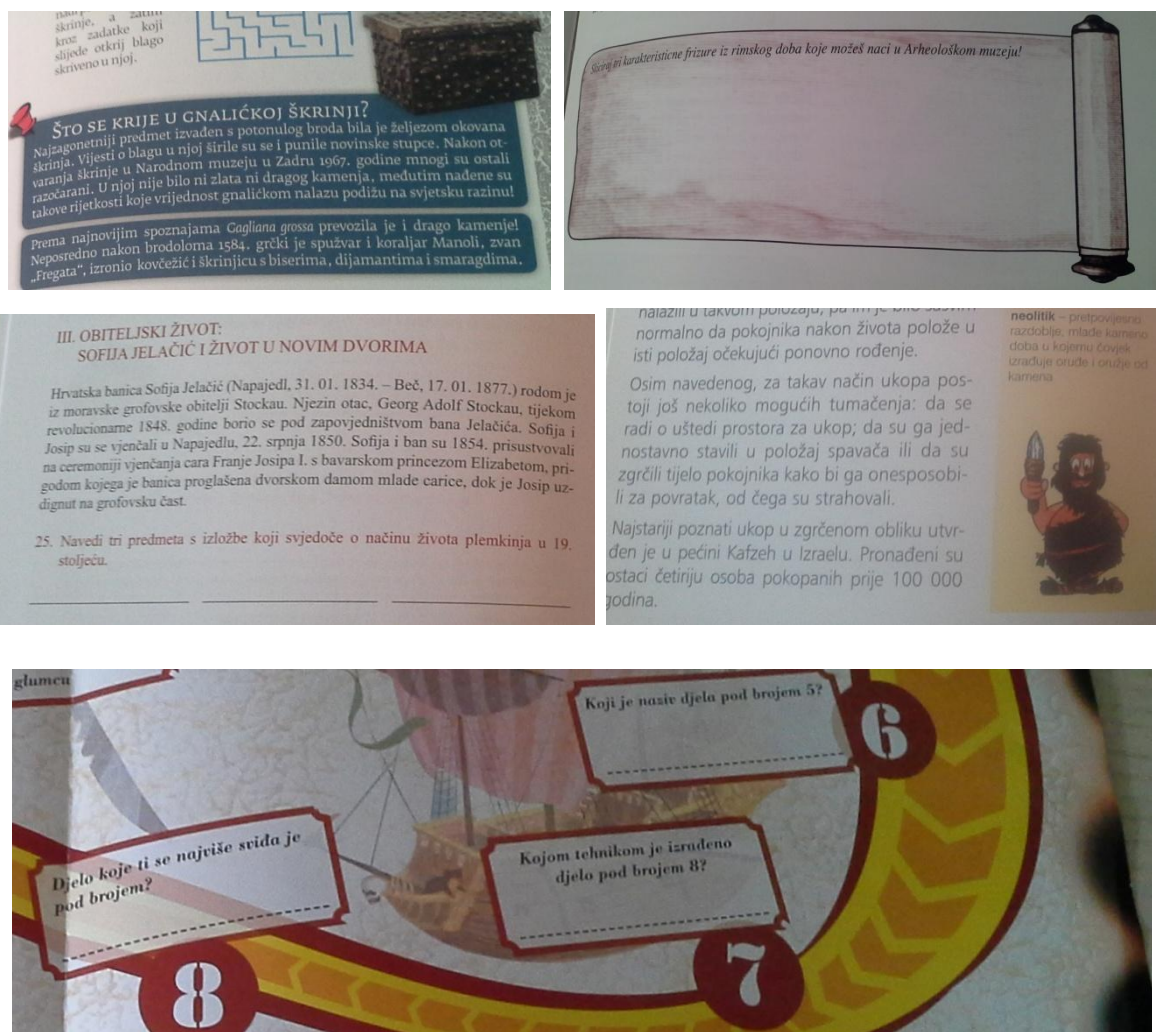 škrinje, a zatim
kroz zadatke koji
slijede otkrij blago
skriveno u njoj.
ŠTO SE KRIJE U GNALIĆKOJ ŠKRINJI?
Najzagonetniji predmet izvađen s potonulog broda bila je željezom okovana
škrinja. Vijesti o blagu u njoj širile su se i punile novinske stupce. Nakon ot-
varanja škrinje u Narodnom muzeju u Zadru 1967. godine mnogi su ostali
razočarani. U njoj nije bilo ni zlata ni dragog kamenja, međutim nađene su
takove rijetkosti koje vrijednost gnalićkom nalazu podižu na svjetsku razinu!
Prema najnovijim spoznajama Gagliana grossa prevozila je i drago kamenje!
Neposredno nakon brodoloma 1584. grčki je spužvar i koraljar Manoli, zvan
„Fregata“, izronio kovčežić i škrinjicu s biserima, dijamantima i smaragdima.
Skiciraj tri karakteristicne frizure iz rimskog doba koje možeš naci u Arheološkom muzeju!
III. OBITELJSKI ŽIVOT:
SOFIJA JELAČIĆ I ŽIVOT U NOVIM DVORIMA
Hrvatska banica Sofija Jelačić (Napajedl, 31. 01. 1834. – Beč, 17. 01. 1877.) rodom je
iz moravske grofovske obitelji Stockau. Njezin otac, Georg Adolf Stockau, tijekom
revolucioname 1848. godine borio se pod zapovjedništvom bana Jelačića. Sofija i
Josip su se vjenčali u Napajedlu, 22. srpnja 1850. Sofija i ban su 1854. prisustvovali
na ceremoniji vjenčanja cara Franje Josipa I. s bavarskom princezom Elizabetom, pri-
godom kojega je banica proglašena dvorskom damom mlade carice, dok je Josip uz-
dignut na grofovsku čast.
25. Navedi tri predmeta s izložbe koji svjedoče o načinu života plemkinja u 19.
stoljeću.
nalazili u takvom položaju, pa im je bilo sasvim
normalno da pokojnika nakon života polože u
isti položaj očekujući ponovno rođenje.
Osim navedenog, za takav način ukopa pos-
toji još nekoliko mogućih tumačenja: da se
radi o uštedi prostora za ukop; da su ga jed-
nostavno stavili u položaj spavača ili da su
zgrčili tijelo pokojnika kako bi ga onesposobi-
li za povratak, od čega su strahovali.
Najstariji poznati ukop u zgrčenom obliku utvr-
đen je u pećini Kafzeh u Izraelu. Pronađeni su
ostaci četiriju osoba pokopanih prije 100 000
godina.
neolitik – pretpovijesno
razdoblje, mlađe kameno
doba u kojemu čovjek
izrađuje oruđe i oružje od
kamena.
glumcu
Koji je naziv djela pod brojem 5?
6
Kojom tehnikom je izrađeno
djelo pod brojem 8?
7
Djelo koje ti se najviše sviđa je
pod brojem?
8